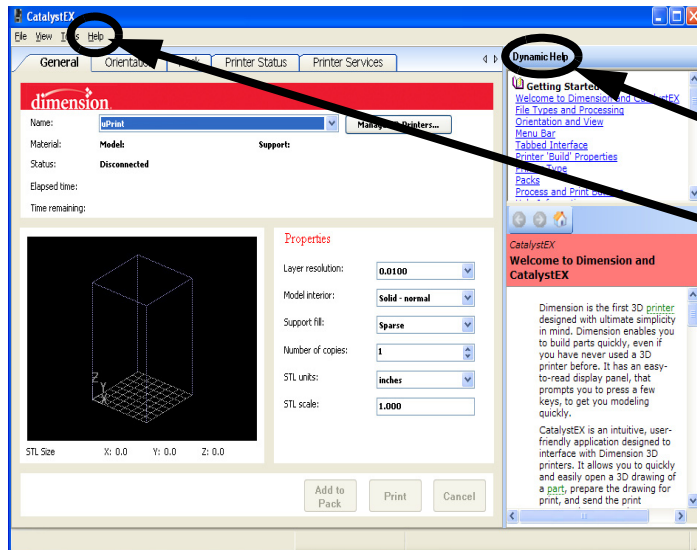 CatalystEX
File View Tools Help
General Orientation Pack Printer Status Printer Services
Dynamic Help
dimension
Name: uPrint Manage 3D Printers...
Material: Model: Support:
Status: Disconnected
Elapsed time:
Time remaining:
Getting Started
Welcome to Dimension and CatalystEX
File Types and Processing
Orientation and View
Menu Bar
Tabbed Interface
Printer 'Build' Properties
Printer Type
Packs
Process and Print
CatalystEX
Welcome to Dimension and
CatalystEX
Z
Y
X
STL Size X: 0.0 Y: 0.0 Z: 0.0
Properties
Layer resolution: 0.0100
Model interior: Solid - normal
Support fill: Sparse
Number of copies: 1
STL units: inches
STL scale: 1.000
Dimension is the first 3D printer
designed with ultimate simplicity
in mind. Dimension enables you
to build parts quickly, even if
you have never used a 3D
printer before. It has an easy-
to-read display panel, that
prompts you to press a few
keys, to get you modeling
quickly.
CatalystEX is an intuitive, user-
friendly application designed to
interface with Dimension 3D
printers. It allows you to quickly
and easily open a 3D drawing of
a part, prepare the drawing for
print, and send the print
Add to
Pack
Print
Cancel